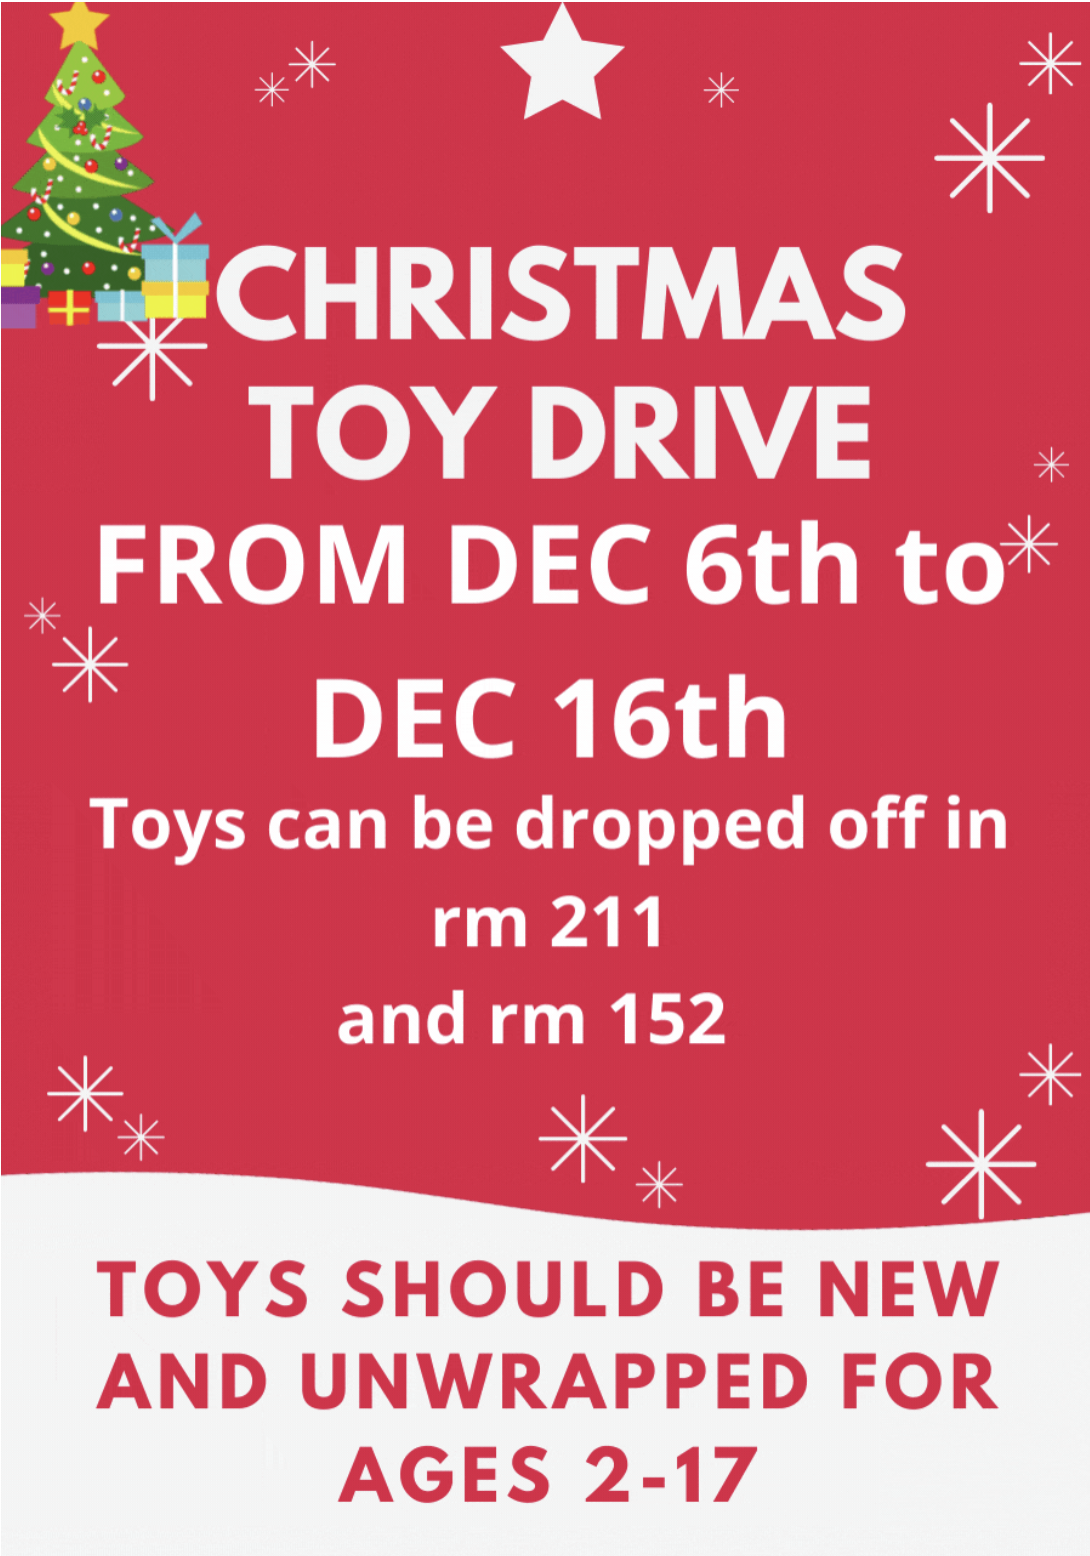 CHRISTMAS
TOY DRIVE
FROM DEC 6th to
DEC 16th
Toys can be dropped off in
rm 211
and rm 152
TOYS SHOULD BE NEW
AND UNWRAPPED FOR
AGES 2-17